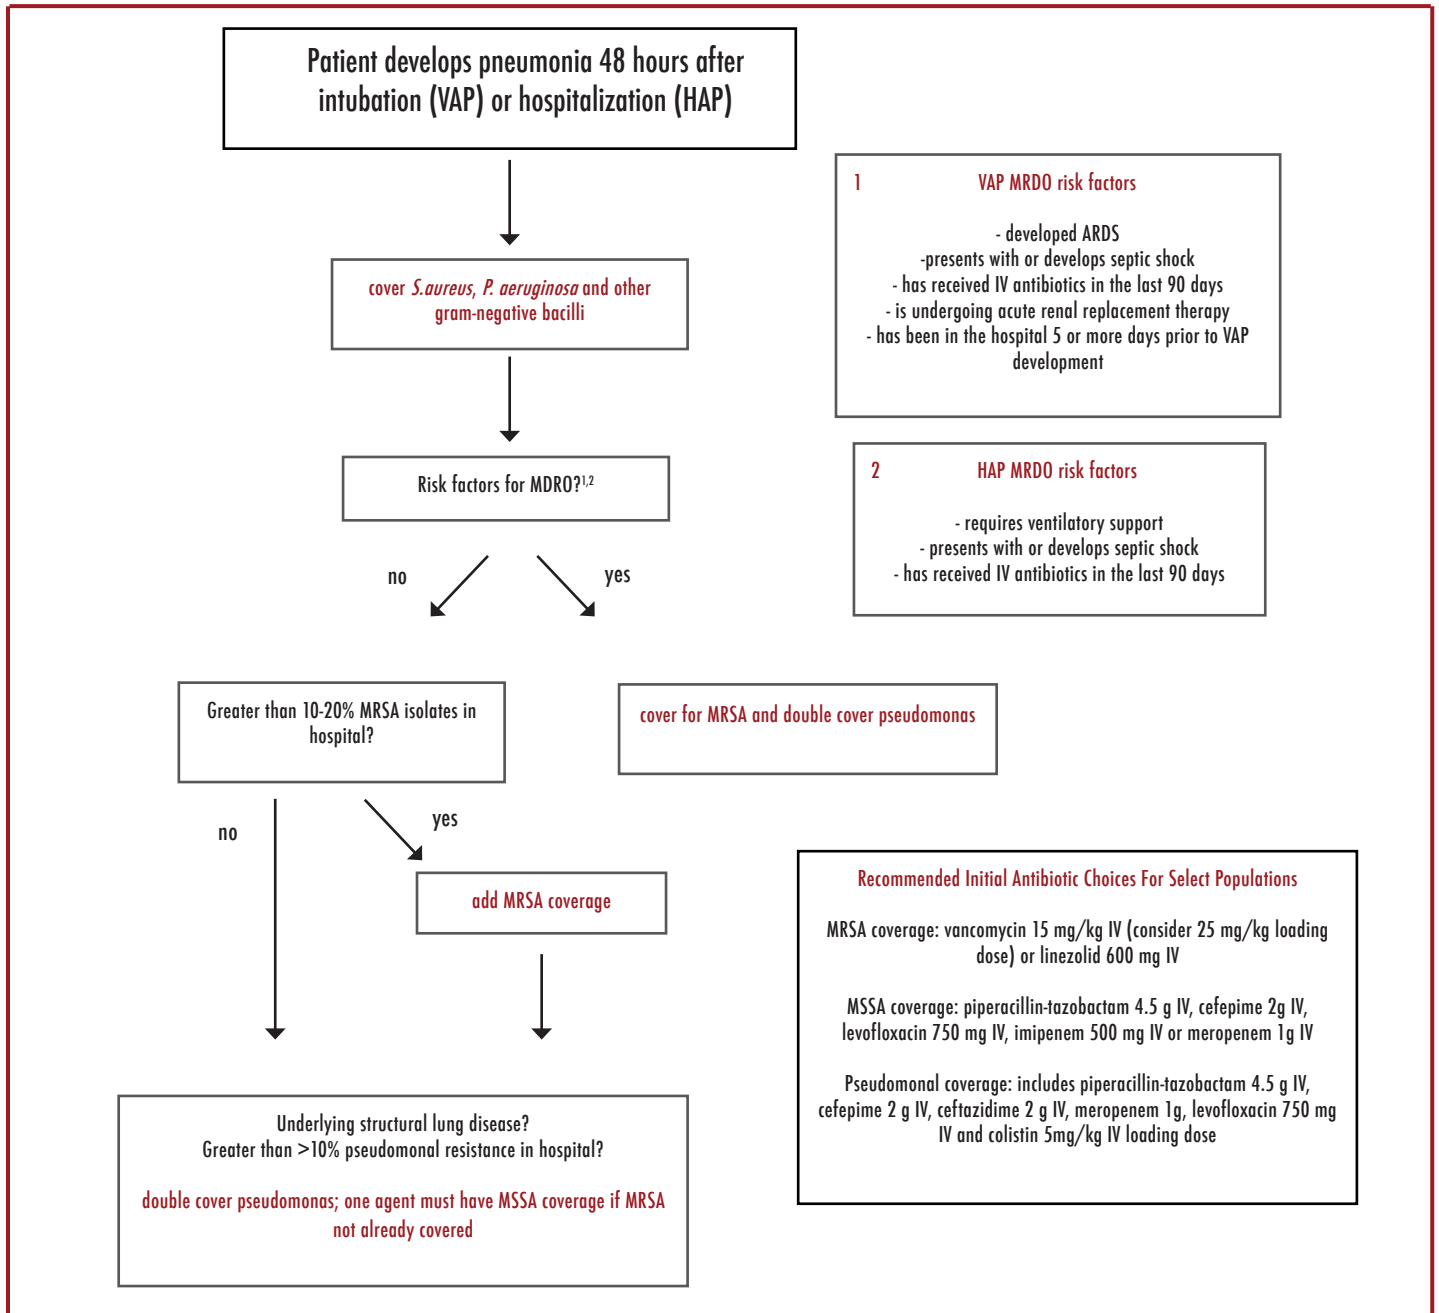 Patient develops pneumonia 48 hours after
intubation (VAP) or hospitalization (HAP)
1 VAP MRDO risk factors
- developed ARDS
-presents with or develops septic shock
- has received IV antibiotics in the last 90 days
- is undergoing acute renal replacement therapy
- has been in the hospital 5 or more days prior to VAP
development
cover S.aureus, P. aeruginosa and other
gram-negative bacilli
2 HAP MRDO risk factors
- requires ventilatory support
- presents with or develops septic shock
- has received IV antibiotics in the last 90 days
Risk factors for MDRO?1,2
no
yes
Greater than 10-20% MRSA isolates in
hospital?
cover for MRSA and double cover pseudomonas
no
yes
add MRSA coverage
Recommended Initial Antibiotic Choices For Select Populations
MRSA coverage: vancomycin 15 mg/kg IV (consider 25 mg/kg loading
dose) or linezolid 600 mg IV
MSSA coverage: piperacillin-tazobactam 4.5 g IV, cefepime 2g IV,
levofloxacin 750 mg IV, imipenem 500 mg IV or meropenem 1g IV
Pseudomonal coverage: includes piperacillin-tazobactam 4.5 g IV,
cefepime 2 g IV, ceftazidime 2 g IV, meropenem 1g, levofloxacin 750 mg
IV and colistin 5mg/kg IV loading dose
Underlying structural lung disease?
Greater than >10% pseudomonal resistance in hospital?
double cover pseudomonas; one agent must have MSSA coverage if MRSA
not already covered